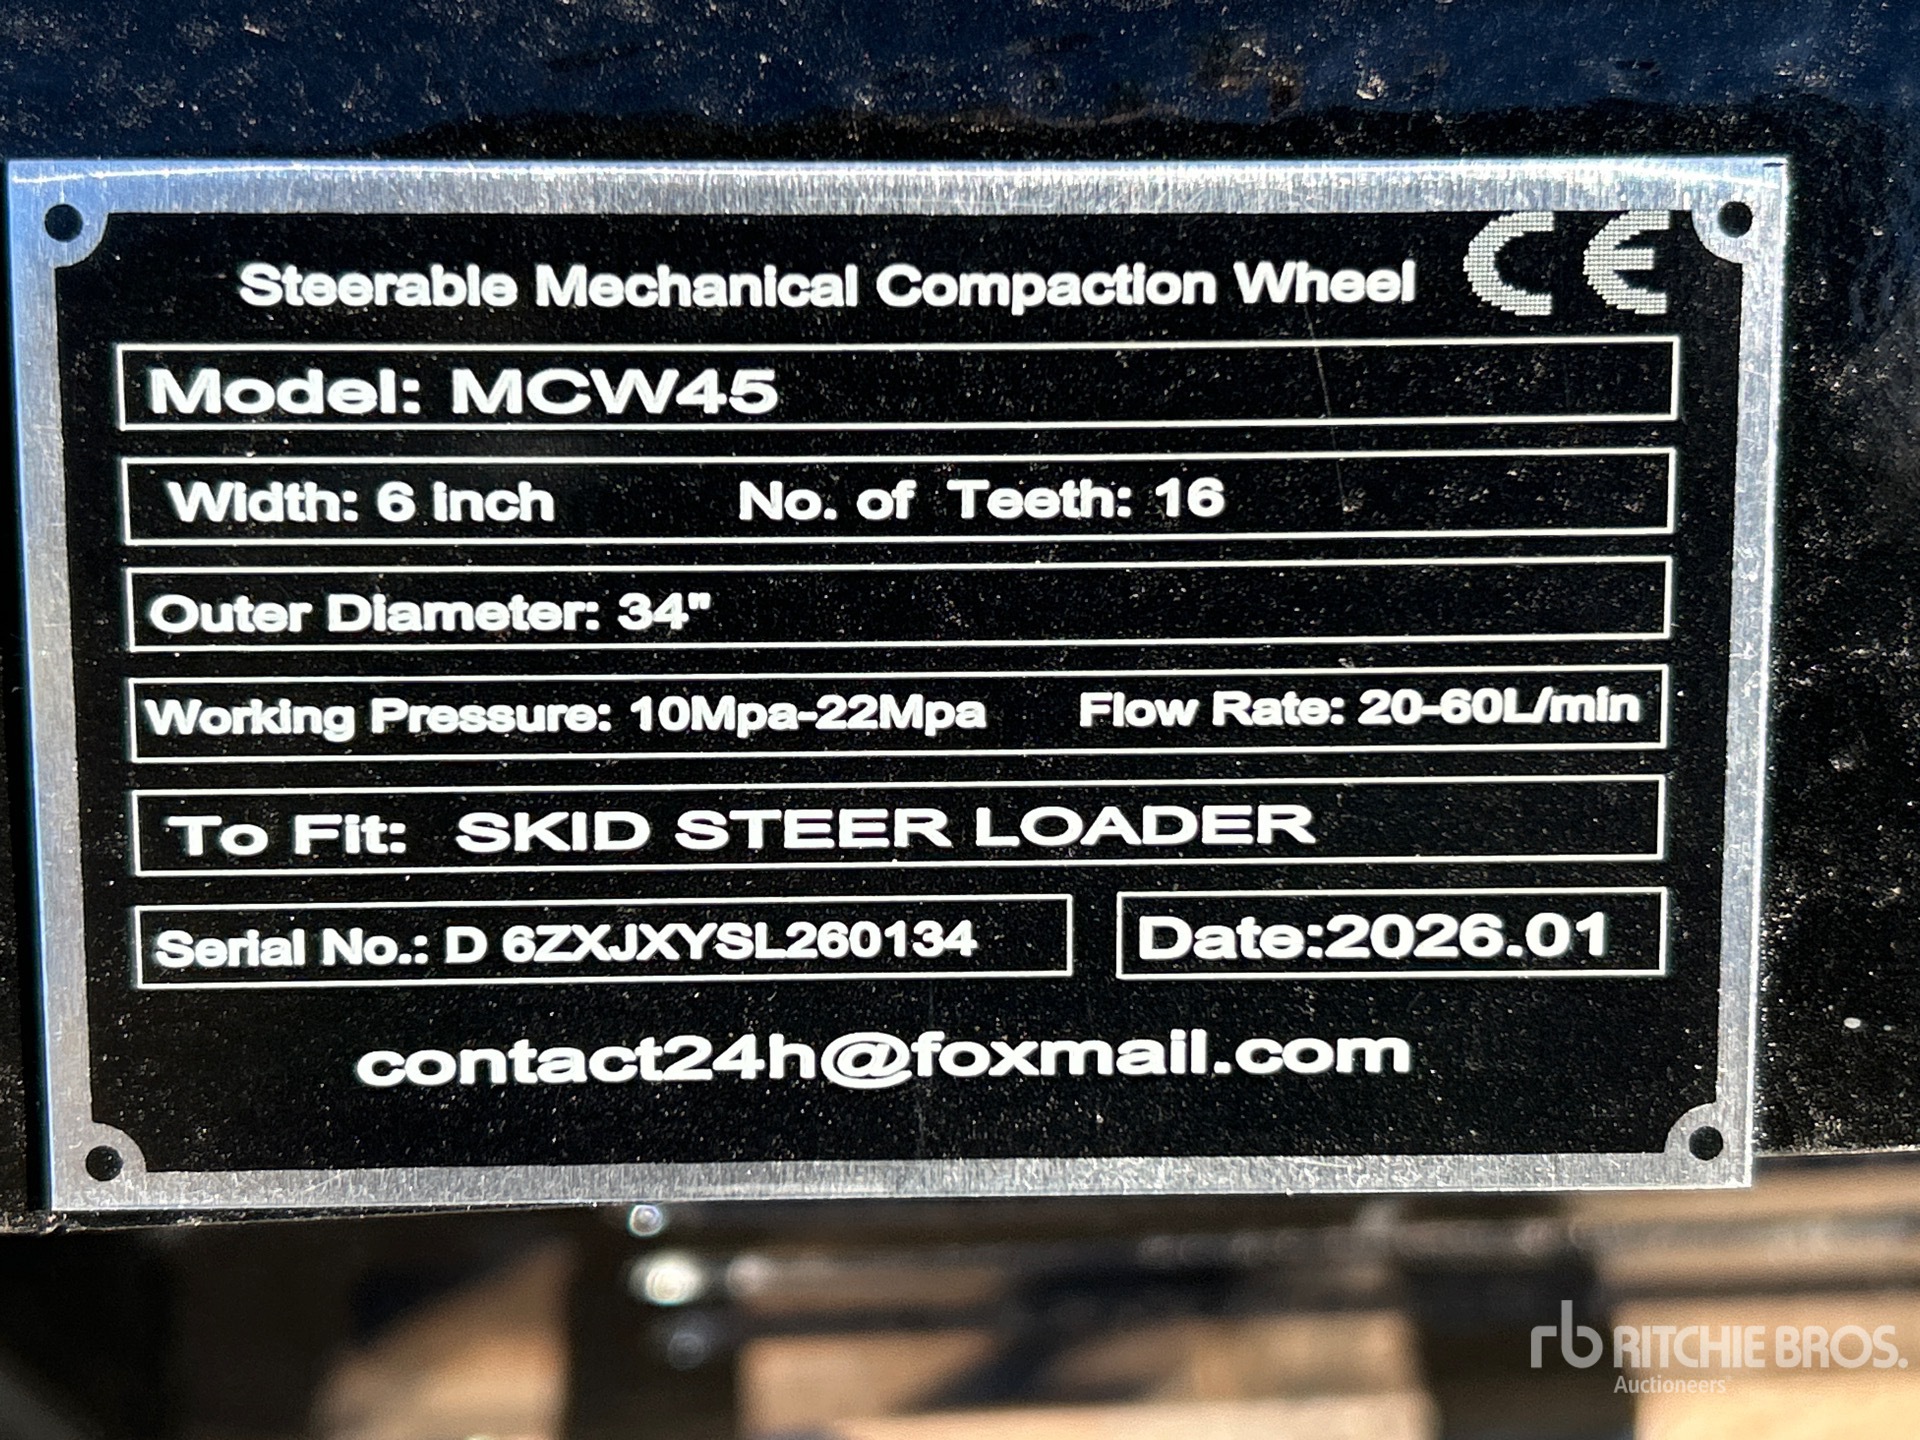 Steerable Mechanical Compaction Wheel CE
Model: MCW45
Width: 6 inch No. of Teeth: 16
Outer Diameter: 34"
Working Pressure: 10Mpa-22Mpa Flow Rate: 20-60L/min
To Fit: SKID STEER LOADER
Serial No.: D 6ZXJXYSL260134 Date:2026.01
contact24h@foxmail.com
rb RITCHIE BROS.
Auctioneers